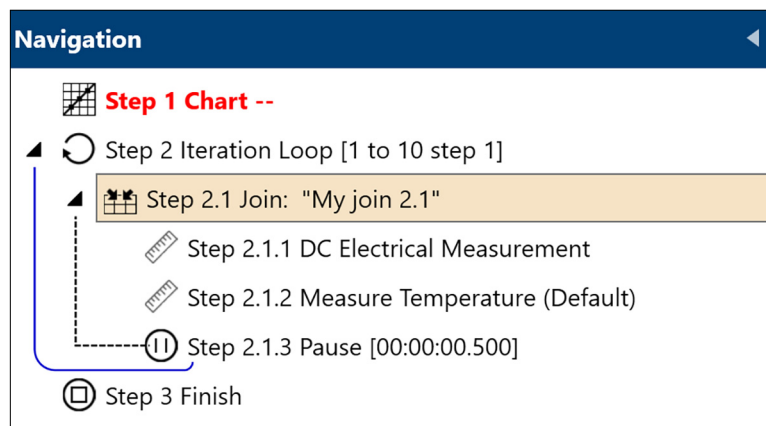 Navigation
Step 1 Chart --
Step 2 Iteration Loop [1 to 10 step 1]
Step 2.1 Join: "My join 2.1"
Step 2.1.1 DC Electrical Measurement
Step 2.1.2 Measure Temperature (Default)
Step 2.1.3 Pause [00:00:00.500]
Step 3 Finish